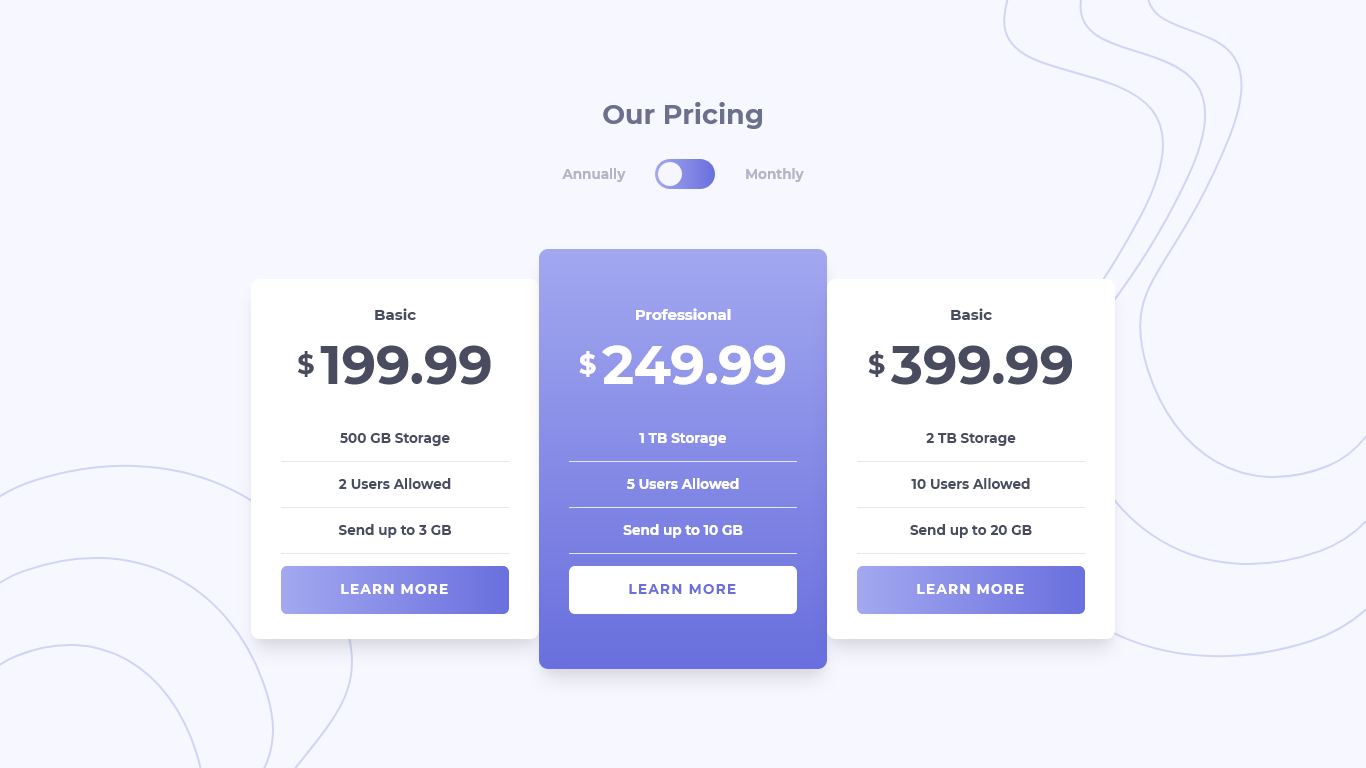 Our Pricing
Annually Monthly
Basic
$ 199.99
500 GB Storage
2 Users Allowed
Send up to 3 GB
LEARN MORE
Professional
$ 249.99
1 TB Storage
5 Users Allowed
Send up to 10 GB
LEARN MORE
Basic
$ 399.99
2 TB Storage
10 Users Allowed
Send up to 20 GB
LEARN MORE